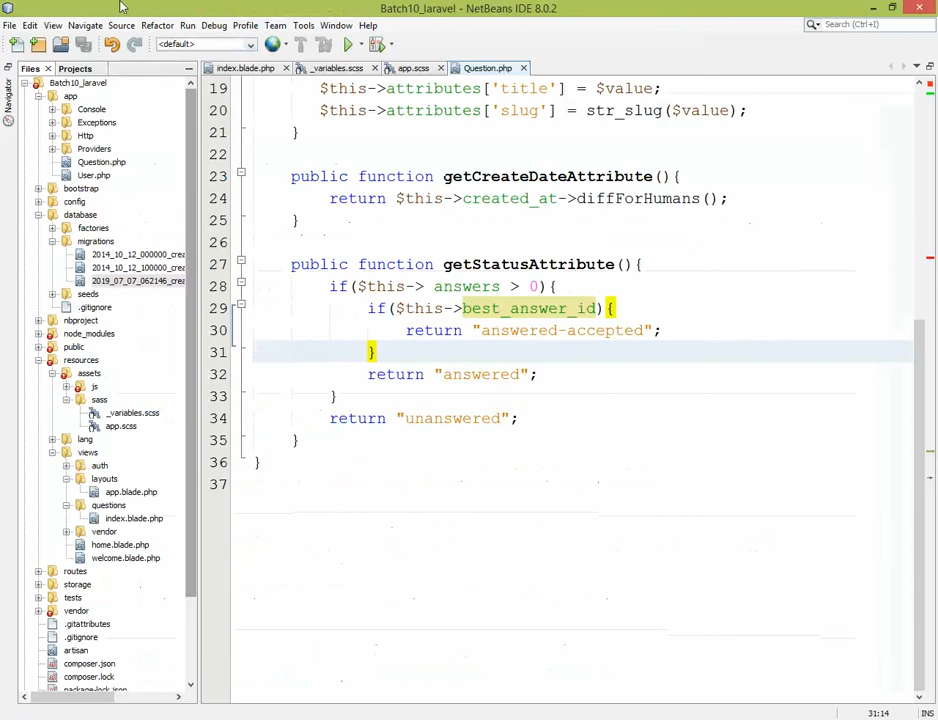 Batch10_laravel - NetBeans IDE 8.0.2
File Edit View Navigate Source Refactor Run Debug Profile Team Tools Window Help
Search (Ctrl+I)
<default>
Files Projects
index.blade.php _variables.scss app.scss Question.php
Navigator
Batch10_laravel
app
Console
Exceptions
Http
Providers
Question.php
User.php
bootstrap
config
database
factories
migrations
2014_10_12_000000_crea
2014_10_12_100000_crea
2019_07_07_062146_crea
seeds
.gitignore
nbproject
node_modules
public
resources
assets
js
sass
_variables.scss
app.scss
lang
views
auth
layouts
app.blade.php
questions
index.blade.php
vendor
home.blade.php
welcome.blade.php
routes
storage
tests
vendor
.gitattributes
.gitignore
artisan
composer.json
composer.lock
package-lock.json
19 $this->attributes['title'] = $value;
20 $this->attributes['slug'] = str_slug($value);
21 }
22
23 public function getCreateDateAttribute(){
24 return $this->created_at->diffForHumans();
25 }
26
27 public function getStatusAttribute(){
28 if($this-> answers > 0){
29 if($this->best_answer_id){
30 return "answered-accepted";
31 }
32 return "answered";
33 }
34 return "unanswered";
35 }
36 }
37
31:14 INS